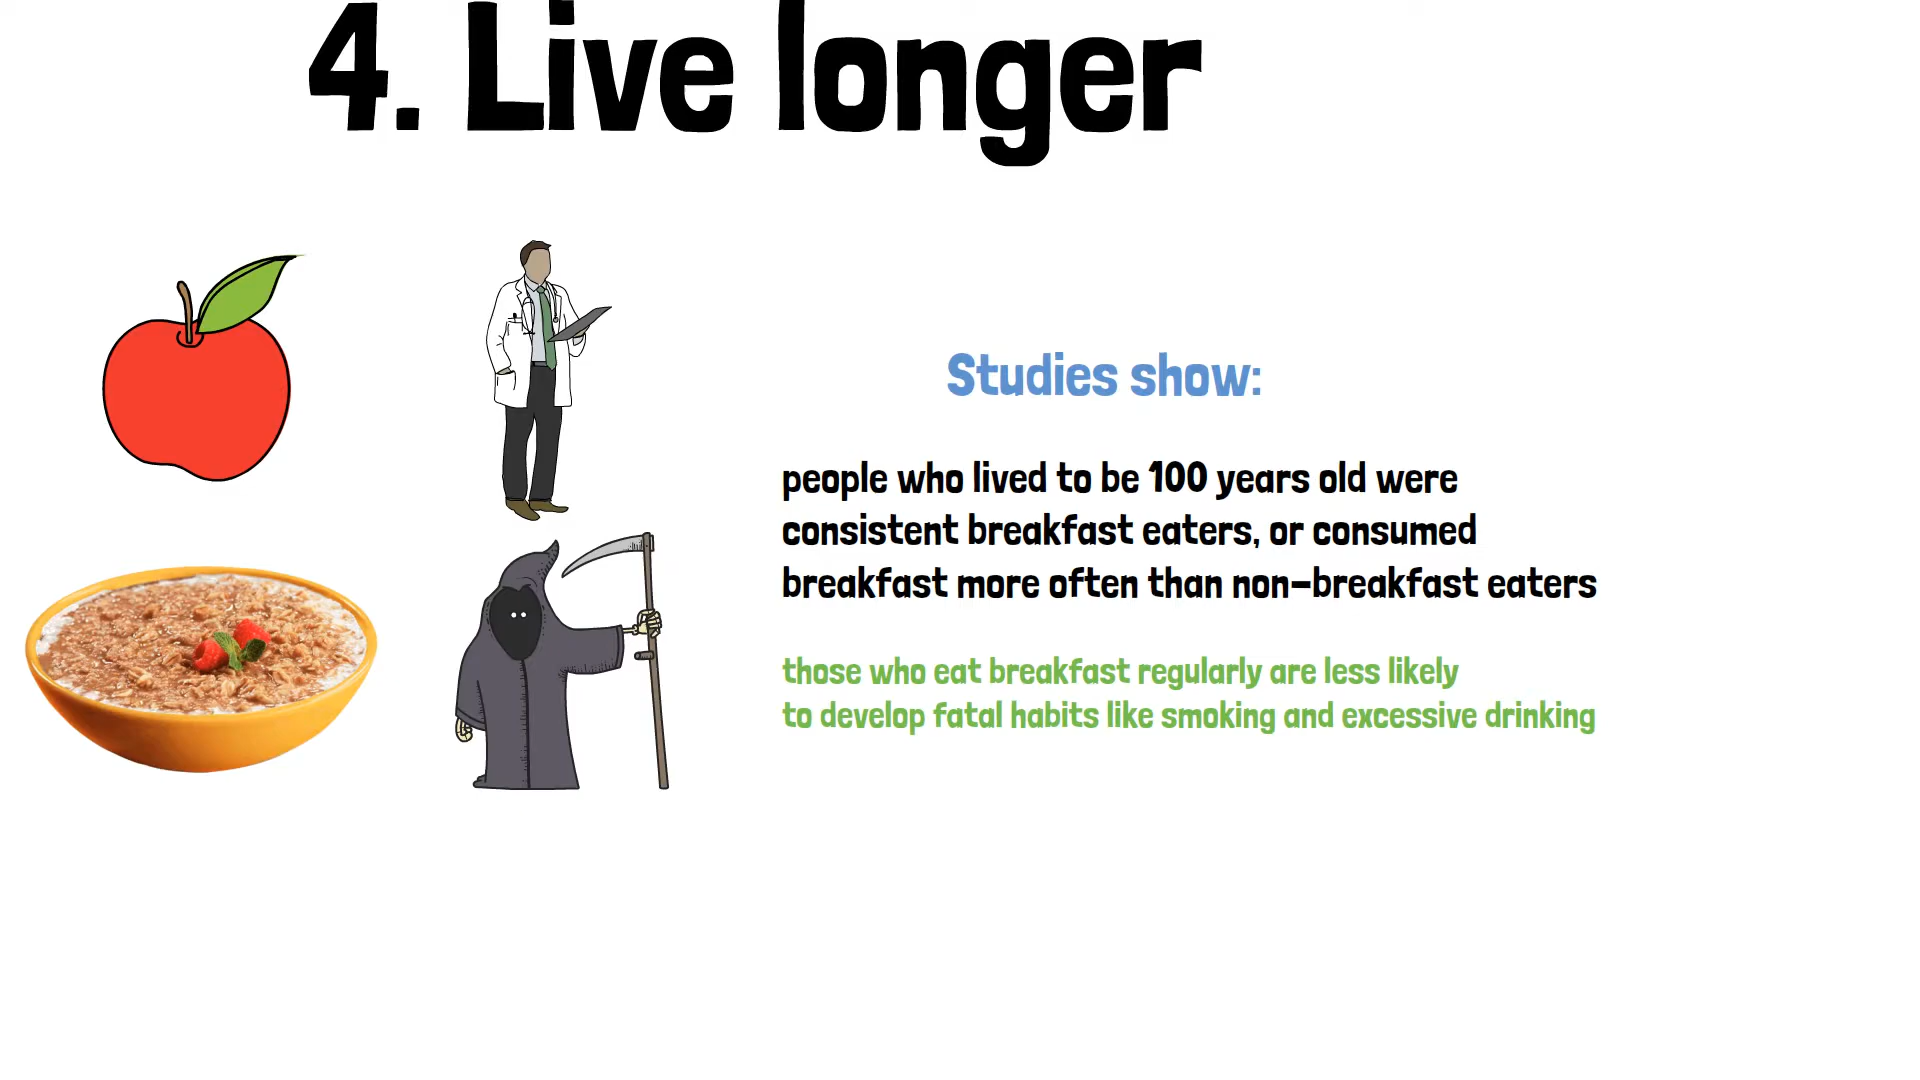 4. Live longer
Studies show:
people who lived to be 100 years old were
consistent breakfast eaters, or consumed
breakfast more often than non-breakfast eaters
those who eat breakfast regularly are less likely
to develop fatal habits like smoking and excessive drinking